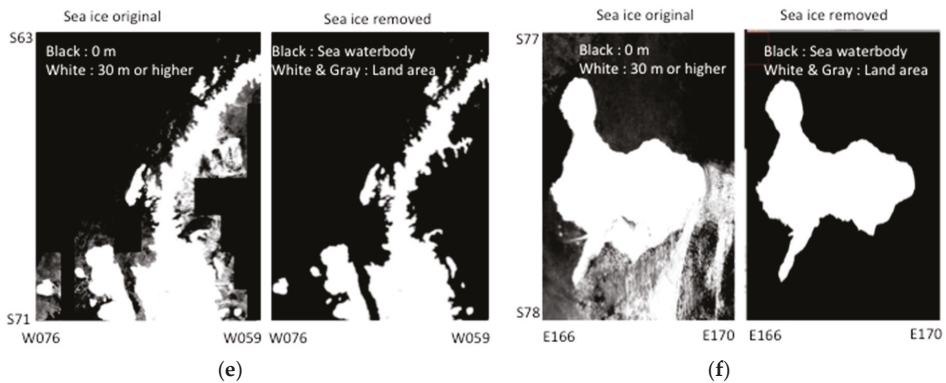 Sea ice original
Sea ice removed
S63
Black : 0 m
White : 30 m or higher
Black : Sea waterbody
White & Gray : Land area
S71
W076
W059
W076
W059
(e)
Sea ice original
Sea ice removed
S77
Black : 0 m
White : 30 m or higher
Black : Sea waterbody
White & Gray : Land area
S78
E166
E170
E166
E170
(f)